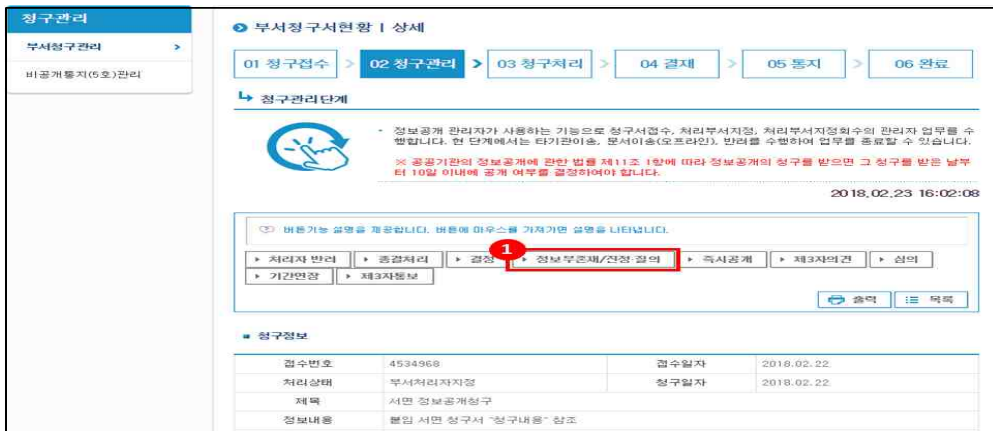 청구관리
부서청구관리 >
비공개통지(5호)관리
부서청구서현황 | 상세
01 청구접수 > 02 청구관리 > 03 청구처리 > 04 결재 > 05 통지 > 06 완료
청구관리단계
• 정보공개 관리자가 사용하는 기능으로 청구서접수, 처리부서지정, 처리부서지정회수의 관리자 업무를 수
행합니다. 현 단계에서는 타기관이송, 문서이송(오프라인), 반려를 수행하여 업무를 종료할 수 있습니다.
※ 공공기관의 정보공개에 관한 법률 제11조 1항에 따라 정보공개의 청구를 받으면 그 청구를 받은 날부
터 10일 이내에 공개 여부를 결정하여야 합니다.
2018,02,23 16:02:08
버튼기능 설명을 제공합니다. 버튼에 마우스를 가져가면 설명을 나타냅니다.
1
처리자 반려 종결처리 결정 정보부존재/진정·질의 즉시공개 제3자의견 심의
기간연장 제3자통보
출력 목록
청구정보
접수번호 4534968 접수일자 2018.02.22
처리상태 부서처리자지정 청구일자 2018.02.22
제목 서면 정보공개청구
정보내용 붙임 서면 청구서 "청구내용" 참조